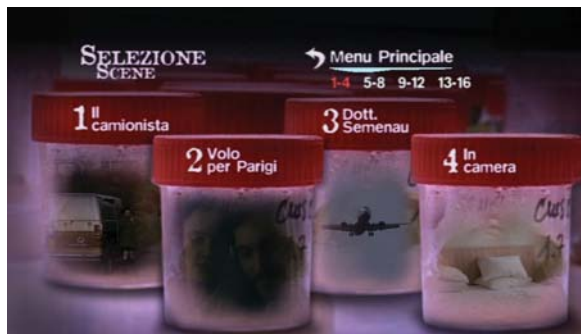 SELEZIONE
SCENE
Menu Principale
1-4 5-8 9-12 13-16
1 Il
camionista
2 Volo
per Parigi
3 Dott.
Semenau
4 In
camera